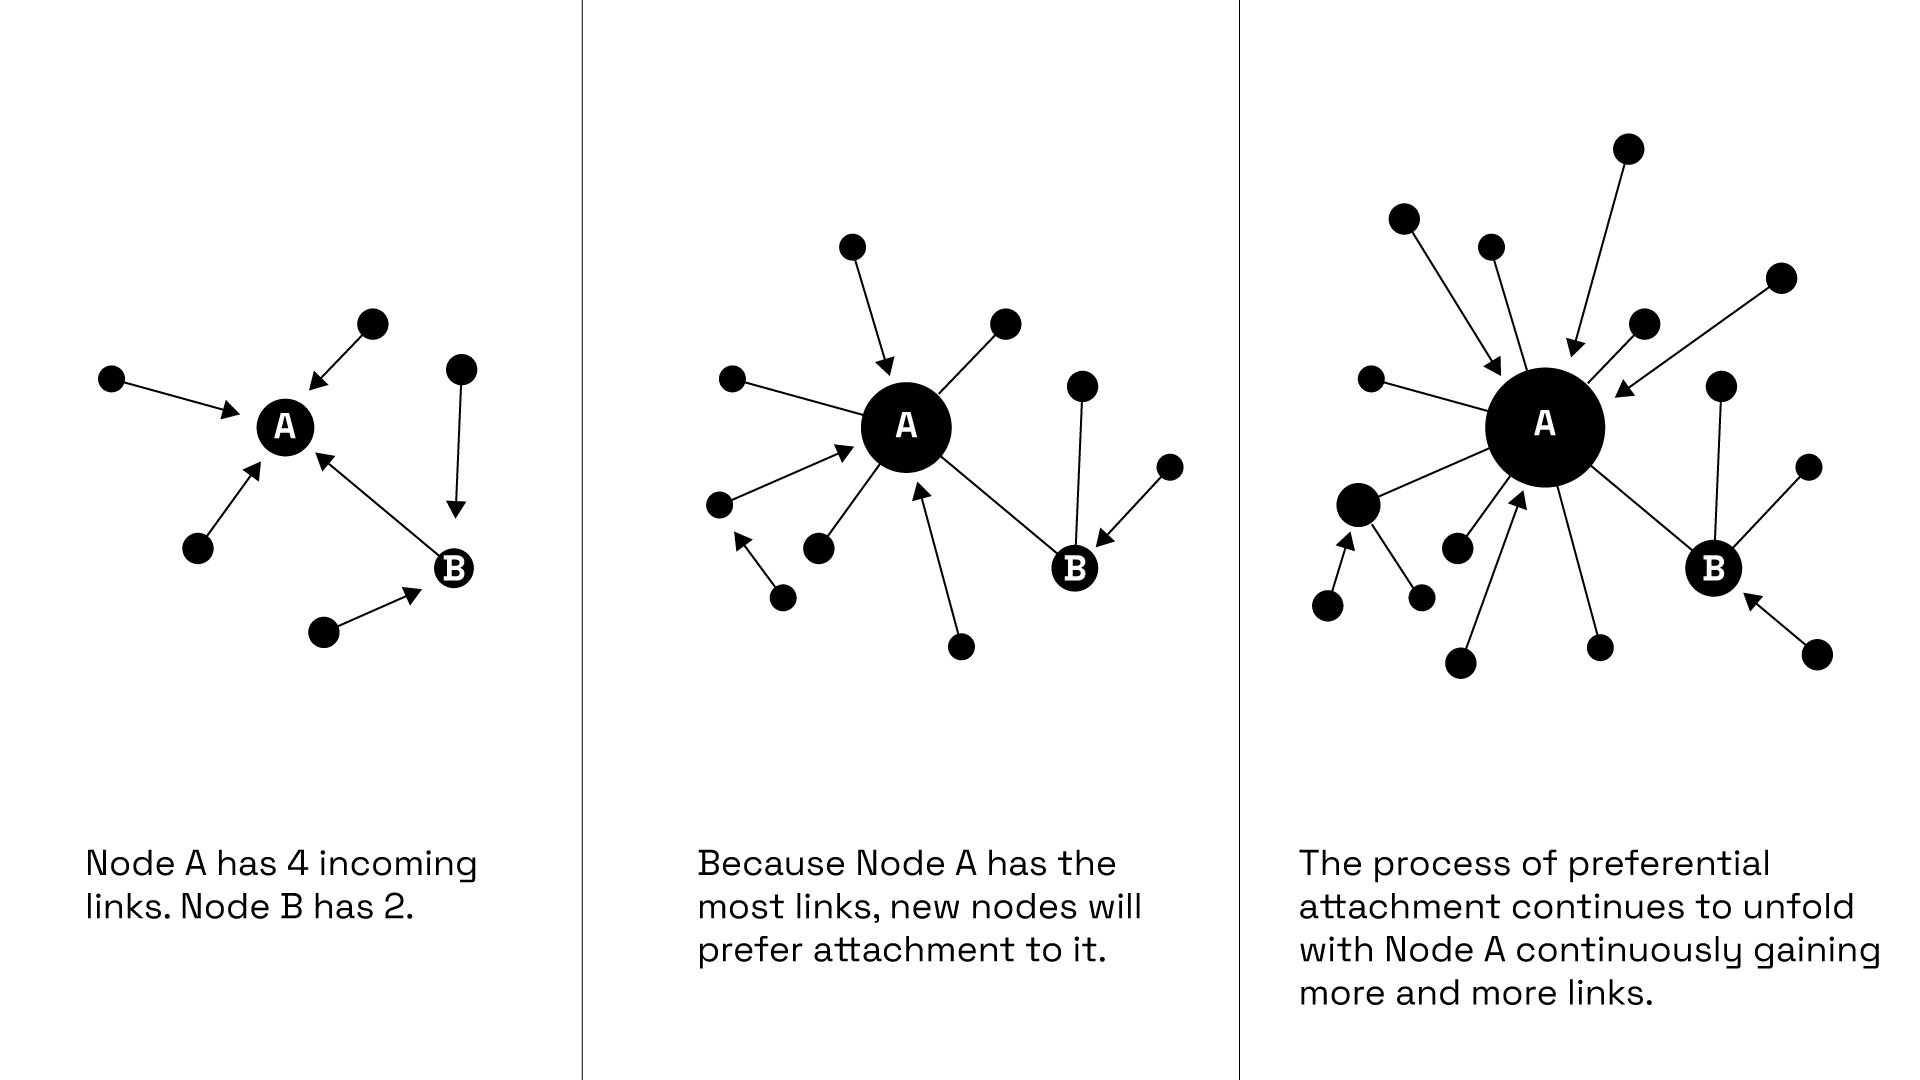 A
B
Node A has 4 incoming
links. Node B has 2.
A
B
Because Node A has the
most links, new nodes will
prefer attachment to it.
A
B
The process of preferential
attachment continues to unfold
with Node A continuously gaining
more and more links.